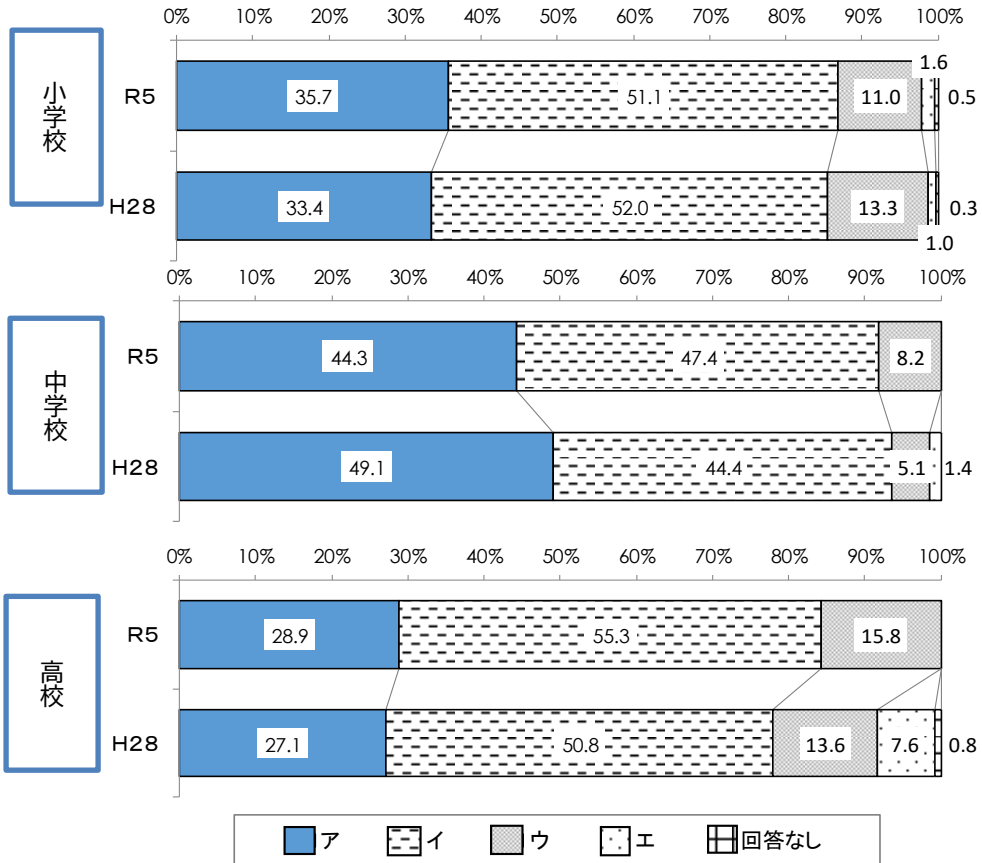 0% 10% 20% 30% 40% 50% 60% 70% 80% 90% 100%
小学校
R5 35.7 51.1 11.0 1.6 0.5
H28 33.4 52.0 13.3 1.0 0.3
0% 10% 20% 30% 40% 50% 60% 70% 80% 90% 100%
中学校
R5 44.3 47.4 8.2
H28 49.1 44.4 5.1 1.4
0% 10% 20% 30% 40% 50% 60% 70% 80% 90% 100%
高校
R5 28.9 55.3 15.8
H28 27.1 50.8 13.6 7.6 0.8
ア イ ウ エ 回答なし